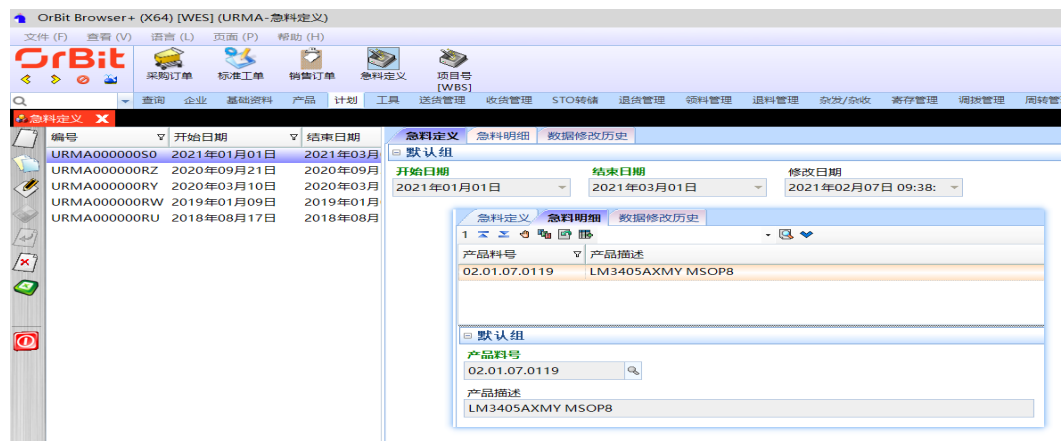 OrBit Browser+ (X64) [WES] (URMA-急料定义)
文件 (F) 查看 (V) 语言 (L) 页面 (P) 帮助 (H)
OrBit
采购订单 标准工单 销售订单 急料定义 项目号 [WBS]
查询 企业 基础资料 产品 计划 工具 送货管理 收货管理 STO转储 退货管理 领料管理 退料管理 杂发/杂收 寄存管理 调拨管理 周转管
急料定义 X
编号 开始日期 结束日期
URMA000000S0 2021年01月01日 2021年03月
URMA000000RZ 2020年09月21日 2020年09月
URMA000000RY 2020年03月10日 2020年03月
URMA000000RW 2019年01月09日 2019年01月
URMA000000RU 2018年08月17日 2018年08月
急料定义 急料明细 数据修改历史
默认组
开始日期 结束日期 修改日期
2021年01月01日 2021年03月01日 2021年02月07日 09:38:
急料定义 急料明细 数据修改历史
1
产品料号 产品描述
02.01.07.0119 LM3405AXMY MSOP8
默认组
产品料号
02.01.07.0119
产品描述
LM3405AXMY MSOP8